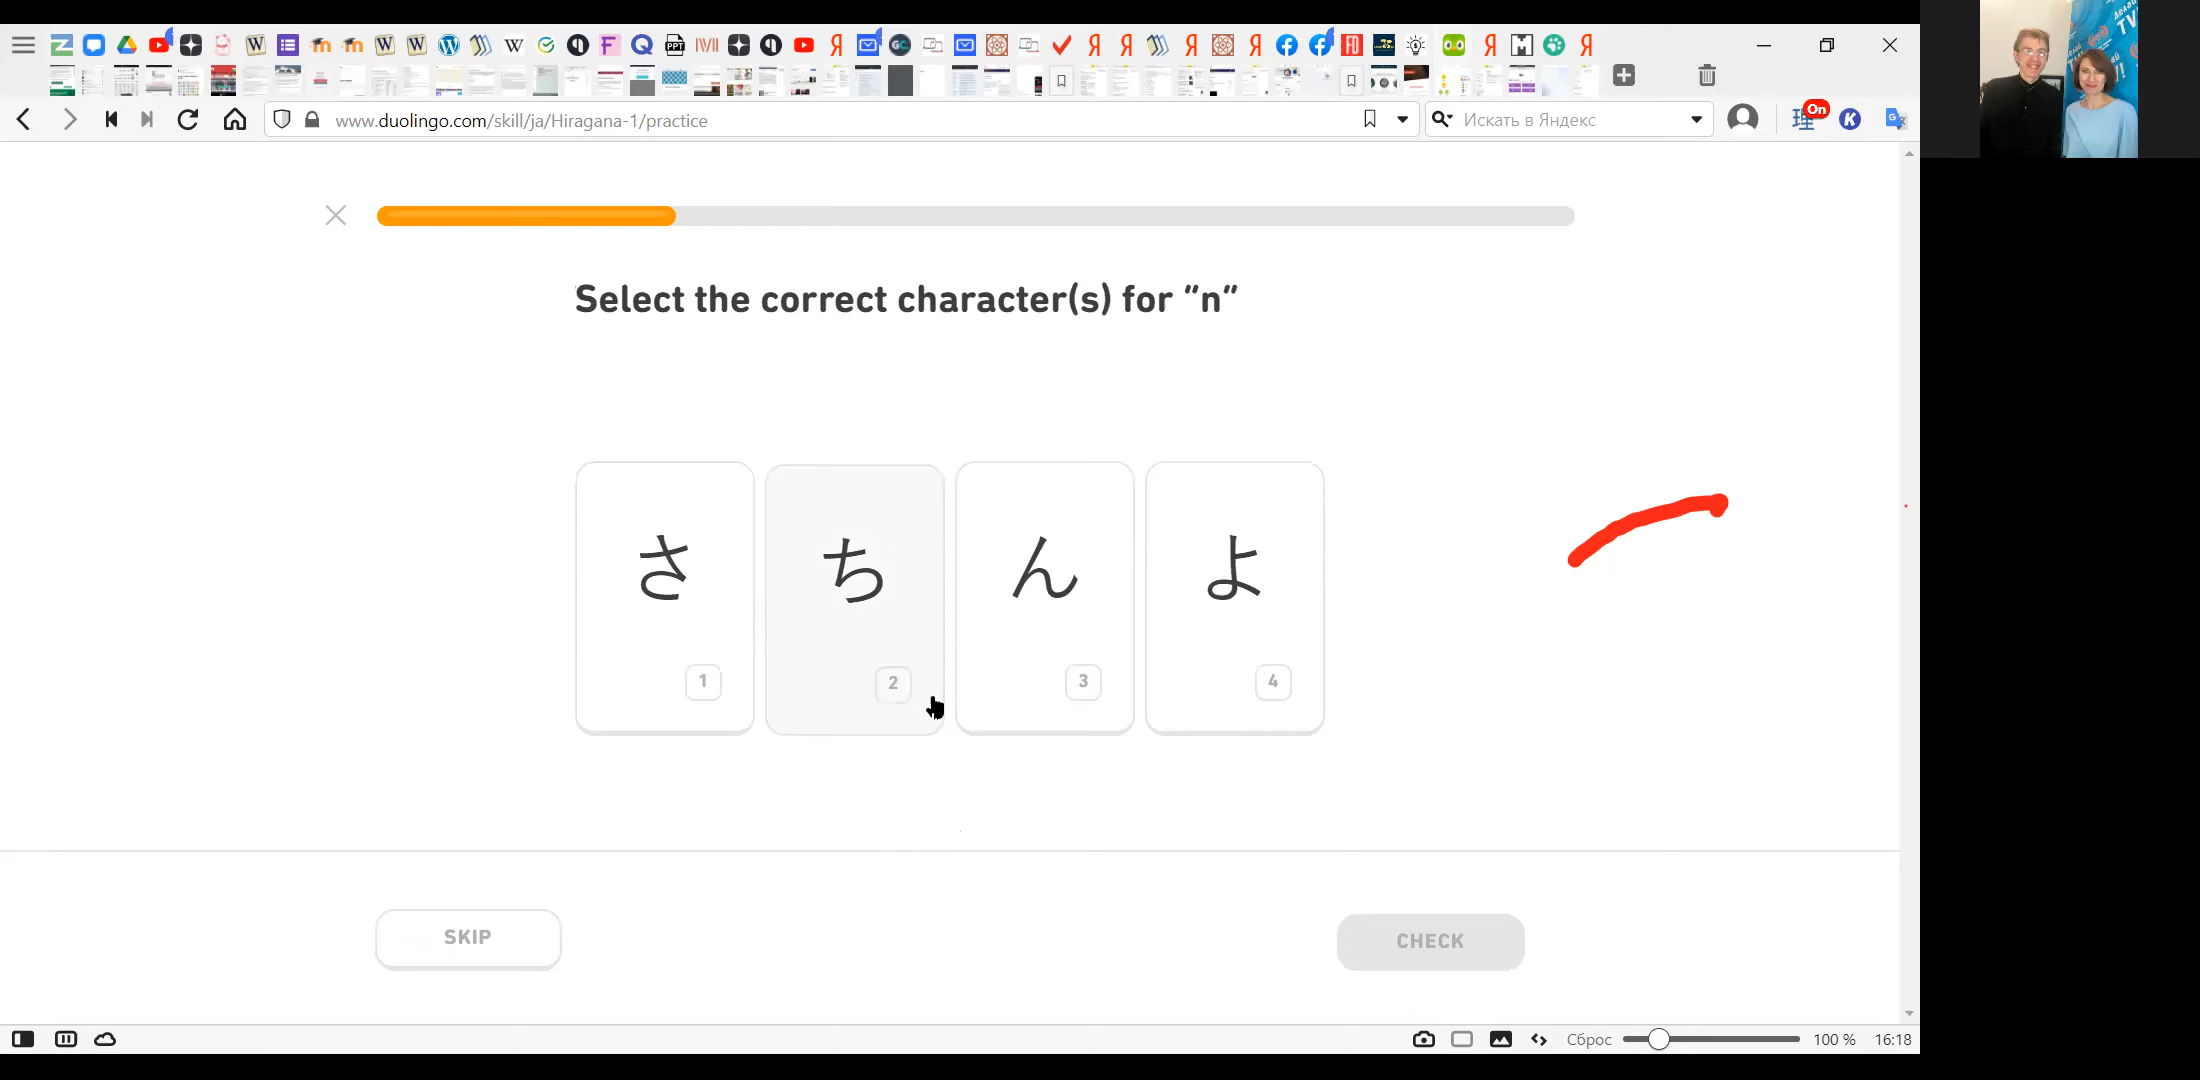 www.duolingo.com/skill/ja/Hiragana-1/practice
Искать в Яндекс
On
Select the correct character(s) for "n"
さ ち ん よ
1 2 3 4
SKIP
CHECK
Сброс
100 %
16:18